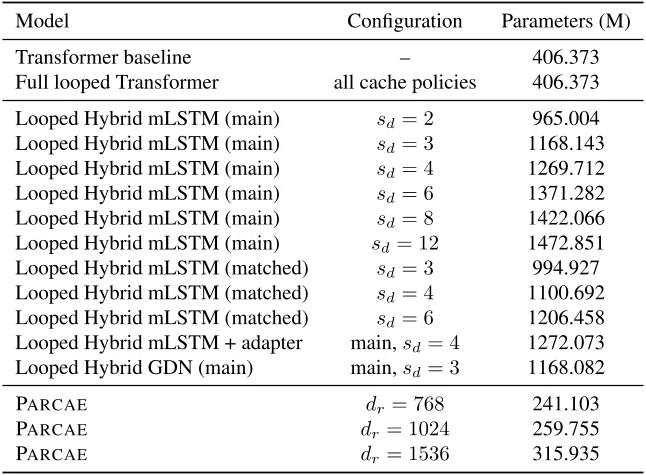 Model Configuration Parameters (M)
Transformer baseline – 406.373
Full looped Transformer all cache policies 406.373
Looped Hybrid mLSTM (main) s_d = 2 965.004
Looped Hybrid mLSTM (main) s_d = 3 1168.143
Looped Hybrid mLSTM (main) s_d = 4 1269.712
Looped Hybrid mLSTM (main) s_d = 6 1371.282
Looped Hybrid mLSTM (main) s_d = 8 1422.066
Looped Hybrid mLSTM (main) s_d = 12 1472.851
Looped Hybrid mLSTM (matched) s_d = 3 994.927
Looped Hybrid mLSTM (matched) s_d = 4 1100.692
Looped Hybrid mLSTM (matched) s_d = 6 1206.458
Looped Hybrid mLSTM + adapter main, s_d = 4 1272.073
Looped Hybrid GDN (main) main, s_d = 3 1168.082
PARCAE d_r = 768 241.103
PARCAE d_r = 1024 259.755
PARCAE d_r = 1536 315.935